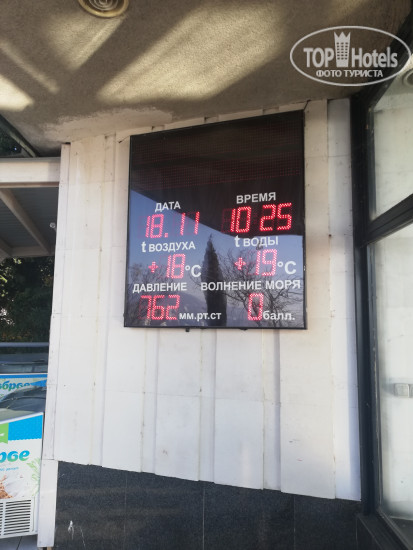 TOP Hotels
ФОТО ТУРИСТА
ДАТА ВРЕМЯ
18.11 10 25
t ВОЗДУХА t ВОДЫ
+18°C +19°C
ДАВЛЕНИЕ ВОЛНЕНИЕ МОРЯ
762 мм.рт.ст 0 балл.